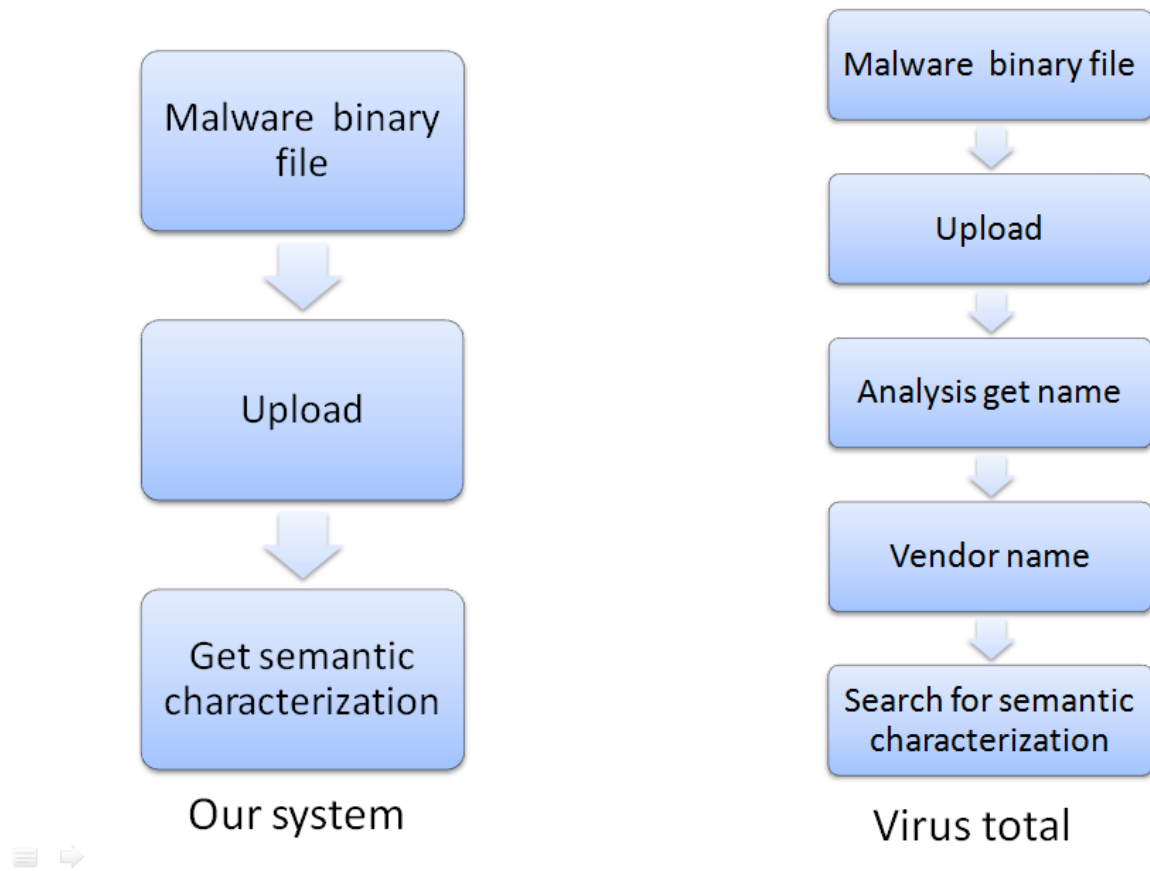 Malware binary
file
Upload
Get semantic
characterization
Our system
Malware binary file
Upload
Analysis get name
Vendor name
Search for semantic
characterization
Virus total